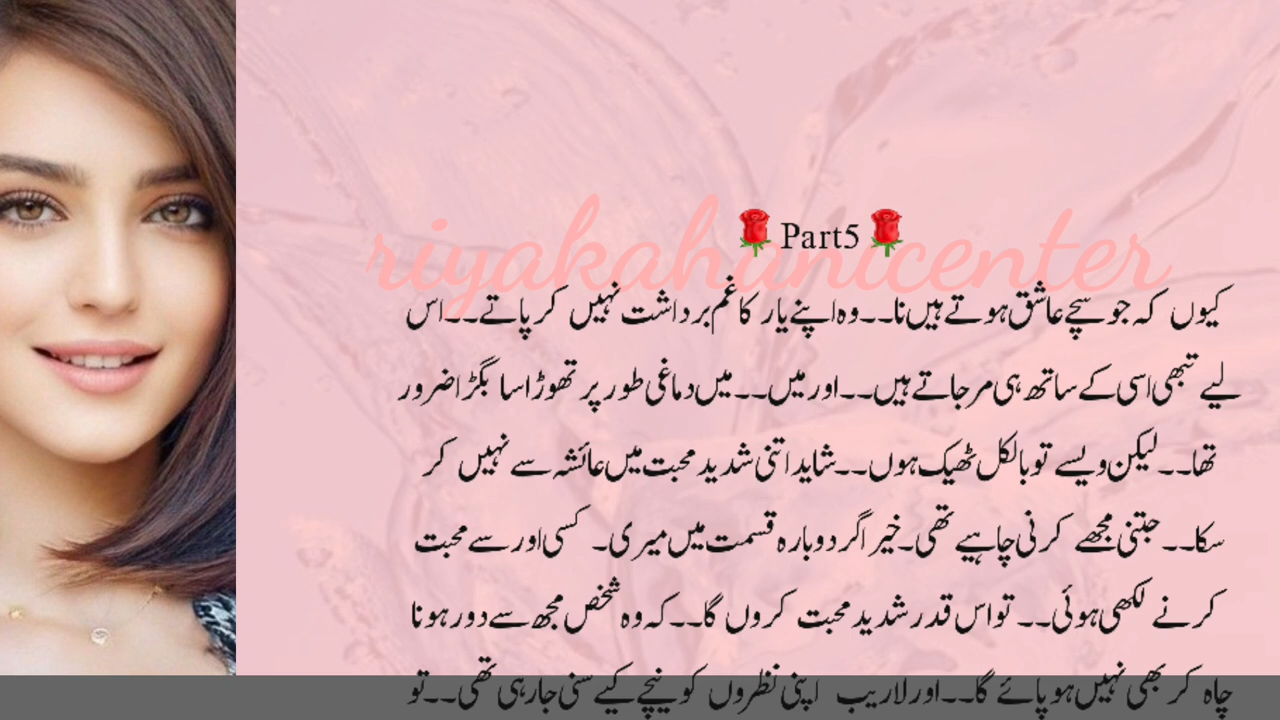 riyakahanicenter
🌹Part5🌹
کیوں کہ جو سچے عاشق ہوتے ہیں نا۔۔وہ اپنے یار کا غم برداشت نہیں کر پاتے۔۔اس
لیے تبھی اسی کے ساتھ ہی مر جاتے ہیں۔۔اور میں۔۔میں دماغی طور پر تھوڑا سا بگڑا ضرور
تھا۔۔لیکن ویسے تو بالکل ٹھیک ہوں۔۔شاید اتنی شدید محبت میں عائشہ سے نہیں کر
سکا۔۔جتنی مجھے کرنی چاہیے تھی۔خیر اگر دوبارہ قسمت میں میری۔ کسی اور سے محبت
کرنے لکھی ہوئی۔۔تو اس قدر شدید محبت کروں گا۔۔کہ وہ شخص مجھ سے دور ہونا
چاہ کر بھی نہیں ہو پائے گا۔۔اور لاریب اپنی نظروں کو نیچے کیے سنی جا رہی تھی۔۔تو